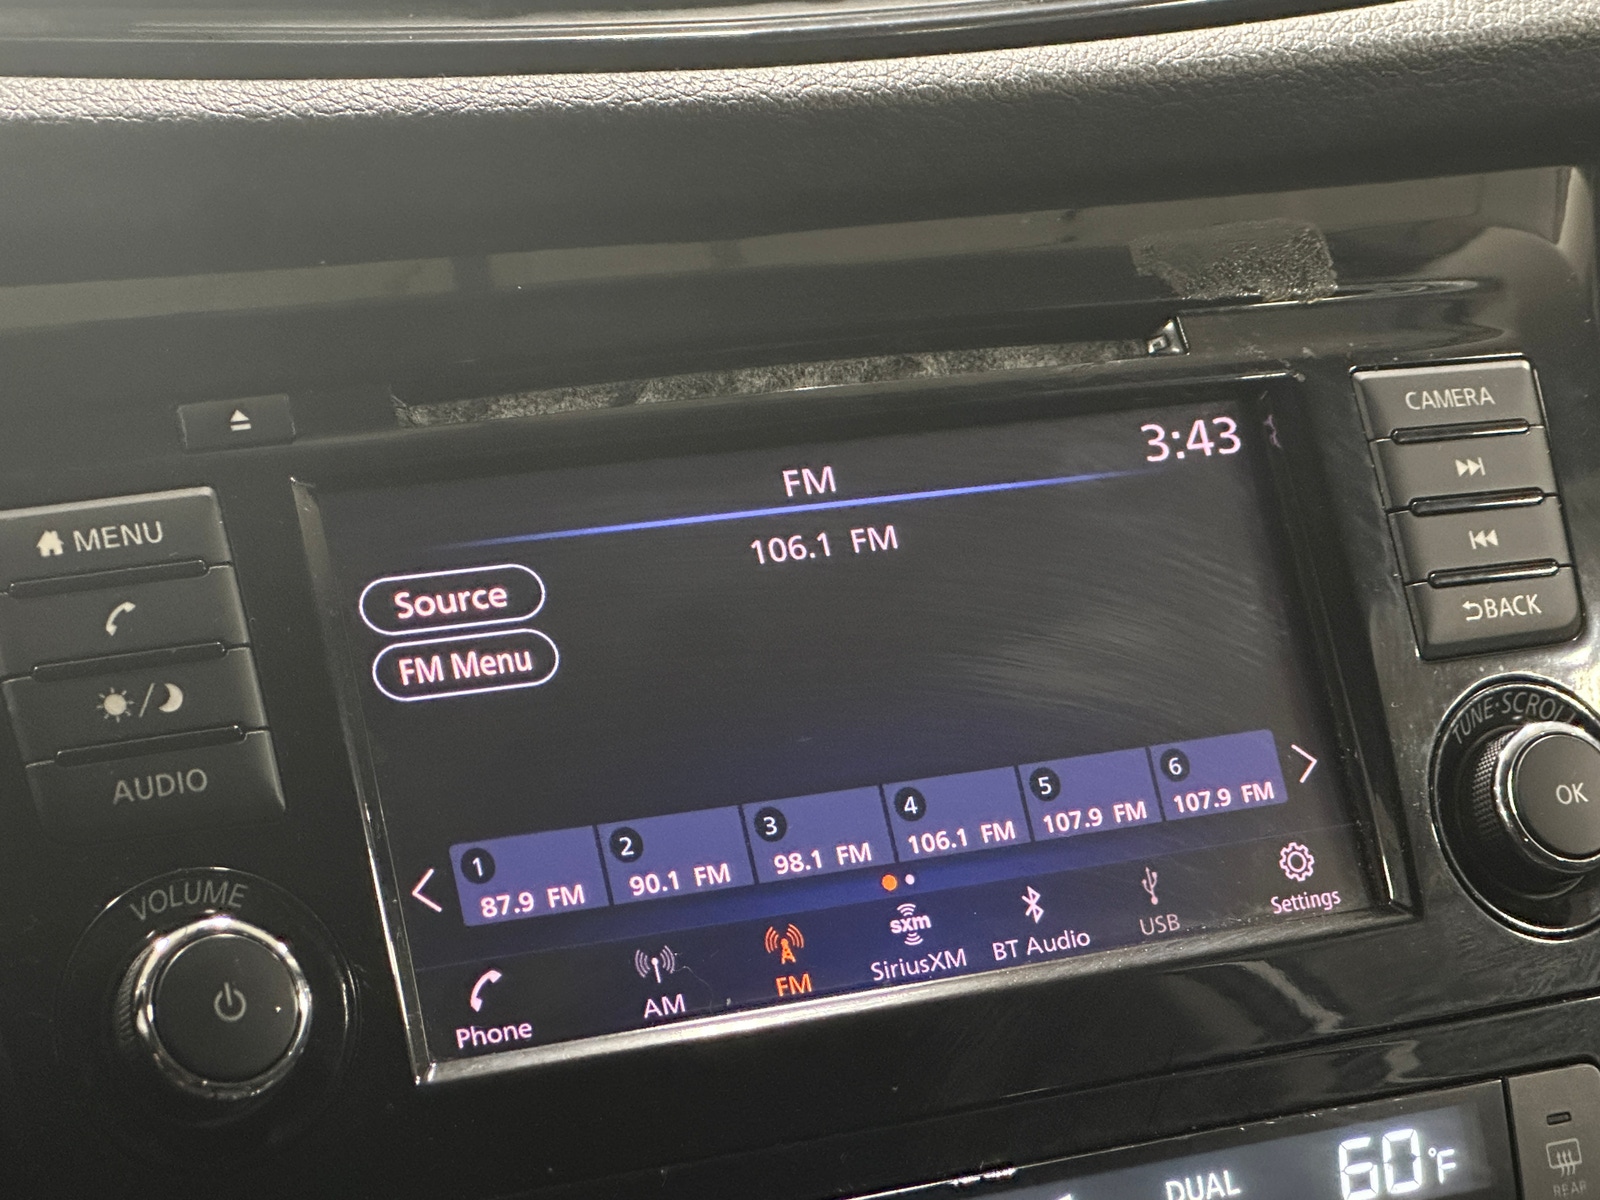 3:43
FM
106.1 FM
Source
FM Menu
1
87.9 FM
2
90.1 FM
3
98.1 FM
4
106.1 FM
5
107.9 FM
6
107.9 FM
Phone
AM
FM
sxm
SiriusXM
BT Audio
USB
Settings
MENU
AUDIO
VOLUME
CAMERA
BACK
TUNE·SCROLL
OK
DUAL
60°F
REAR